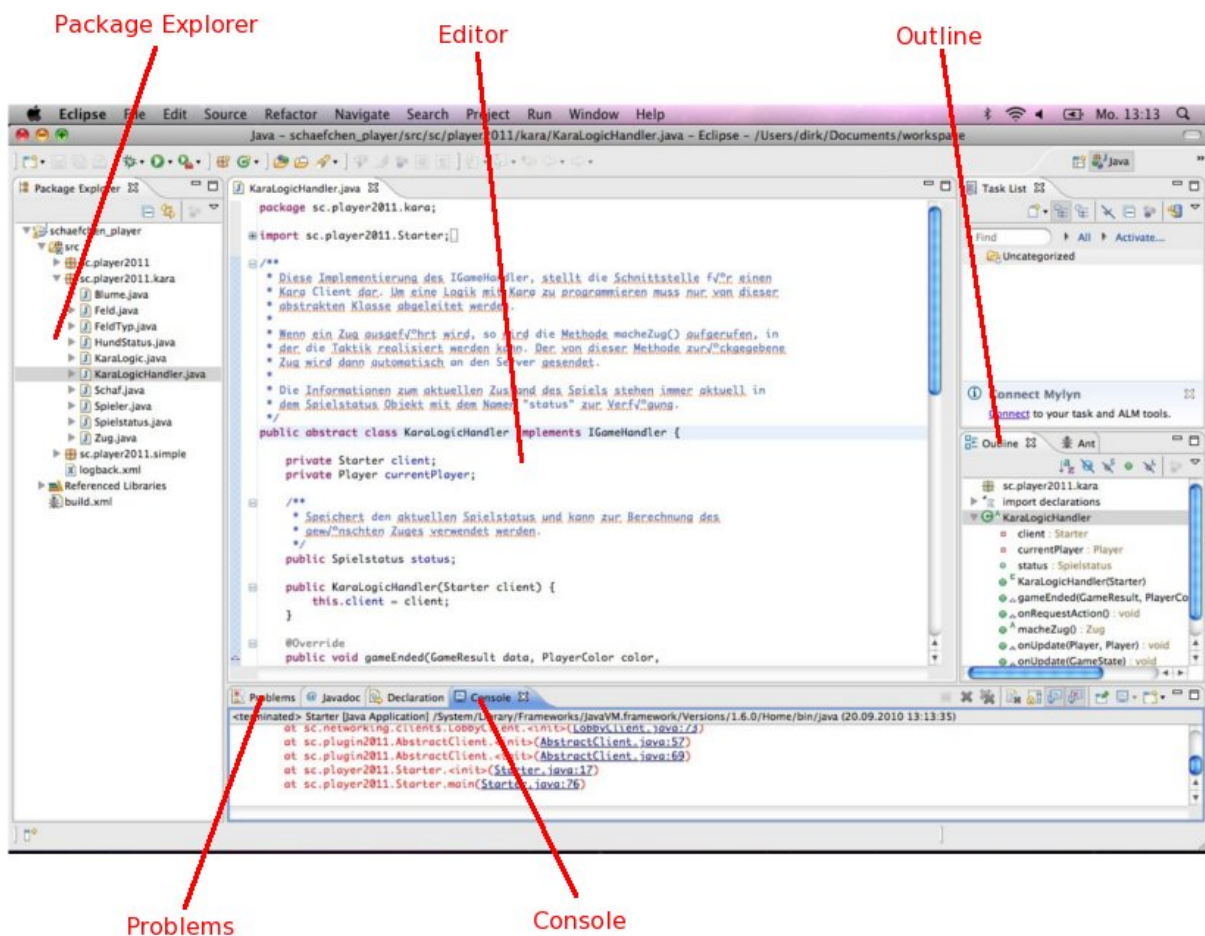 Package Explorer
Editor
Outline
Eclipse File Edit Source Refactor Navigate Search Project Run Window Help
Mo. 13:13
Java – schaefchen_player/src/sc/player2011/kara/KaraLogicHandler.java – Eclipse – /Users/dirk/Documents/workspace
Java
Package Explorer
schaefchen_player
src
sc.player2011
sc.player2011.kara
Blume.java
Feld.java
FeldTyp.java
HundStatus.java
KaraLogic.java
KaraLogicHandler.java
Schaf.java
Spieler.java
Spielstatus.java
Zug.java
sc.player2011.simple
logback.xml
Referenced Libraries
build.xml
KaraLogicHandler.java
package sc.player2011.kara;
import sc.player2011.Starter;
/**
* Diese Implementierung des IGameHandler, stellt die Schnittstelle f√ºr einen
* Kara Client dar. Um eine Logik mit Kara zu programmieren muss nur von dieser
* abstrakten Klasse abgeleitet werden.
*
* Wenn ein Zug ausgef√ºhrt wird, so wird die Methode macheZug() aufgerufen, in
* der die Taktik realisiert werden kann. Der von dieser Methode zur√ºckgegebene
* Zug wird dann automatisch an den Server gesendet.
*
* Die Informationen zum aktuellen Zustand des Spiels stehen immer aktuell in
* dem Spielstatus Objekt mit dem Namen "status" zur Verf√ºgung.
*/
public abstract class KaraLogicHandler implements IGameHandler {
private Starter client;
private Player currentPlayer;
/**
* Speichert den aktuellen Spielstatus und kann zur Berechnung des
* gew√ºnschten Zuges verwendet werden.
*/
public Spielstatus status;
public KaraLogicHandler(Starter client) {
this.client = client;
}
@Override
public void gameEnded(GameResult data, PlayerColor color,
Task List
Find All Activate...
Uncategorized
Connect Mylyn
Connect to your task and ALM tools.
Outline Ant
sc.player2011.kara
import declarations
KaraLogicHandler
client : Starter
currentPlayer : Player
status : Spielstatus
KaraLogicHandler(Starter)
gameEnded(GameResult, PlayerCo
onRequestAction() : void
macheZug() : Zug
onUpdate(Player, Player) : void
onUpdate(GameState) : void
Problems Javadoc Declaration Console
<terminated> Starter [Java Application] /System/Library/Frameworks/JavaVM.framework/Versions/1.6.0/Home/bin/java (20.09.2010 13:13:35)
at sc.networking.clients.LobbyClient.<init>(LobbyClient.java:73)
at sc.plugin2011.AbstractClient.<init>(AbstractClient.java:57)
at sc.plugin2011.AbstractClient.<init>(AbstractClient.java:69)
at sc.player2011.Starter.<init>(Starter.java:17)
at sc.player2011.Starter.main(Starter.java:76)
Problems
Console